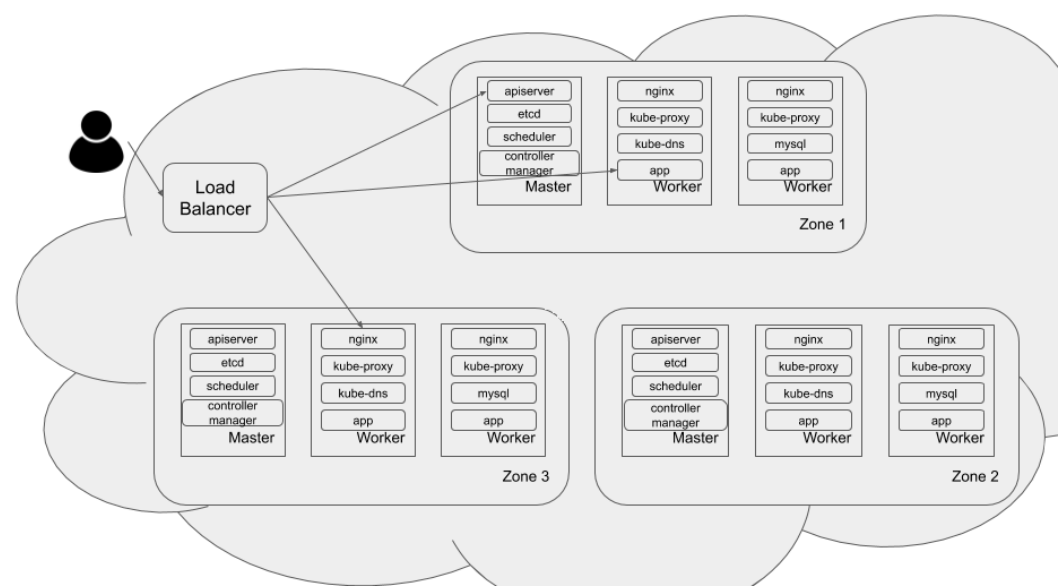 Load
Balancer
apiserver
etcd
scheduler
controller
manager
Master
nginx
kube-proxy
kube-dns
app
Worker
nginx
kube-proxy
mysql
app
Worker
Zone 1
apiserver
etcd
scheduler
controller
manager
Master
nginx
kube-proxy
kube-dns
app
Worker
nginx
kube-proxy
mysql
app
Worker
Zone 3
apiserver
etcd
scheduler
controller
manager
Master
nginx
kube-proxy
kube-dns
app
Worker
nginx
kube-proxy
mysql
app
Worker
Zone 2